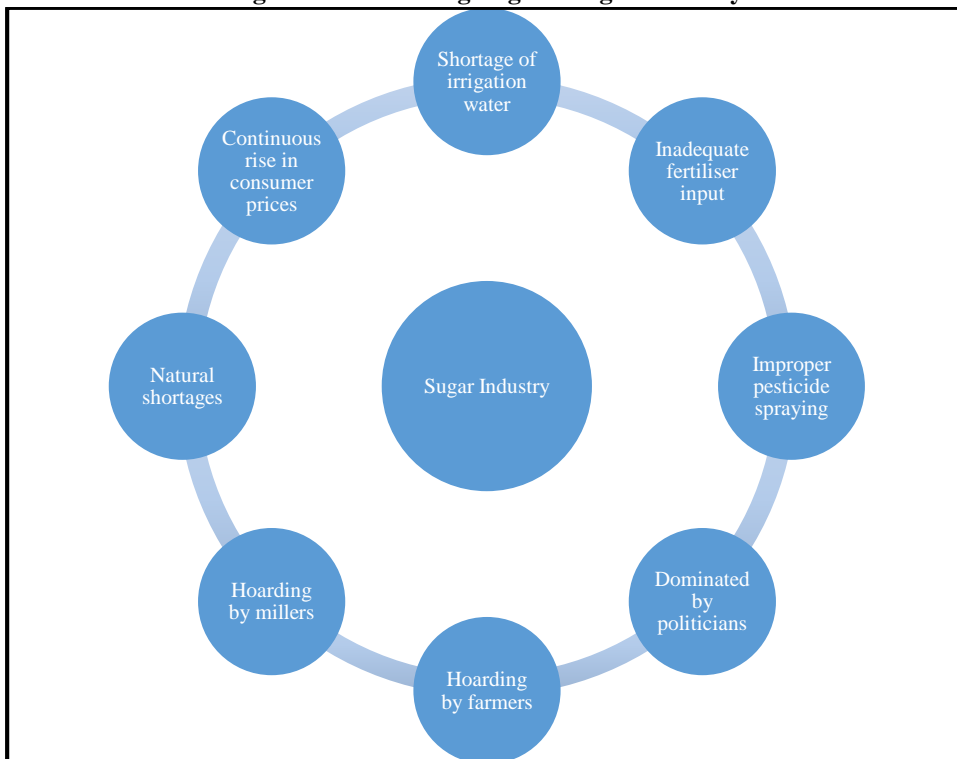 Shortage of
irrigation
water
Inadequate
fertiliser
input
Improper
pesticide
spraying
Dominated
by
politicians
Hoarding
by farmers
Hoarding
by millers
Natural
shortages
Continuous
rise in
consumer
prices
Sugar Industry